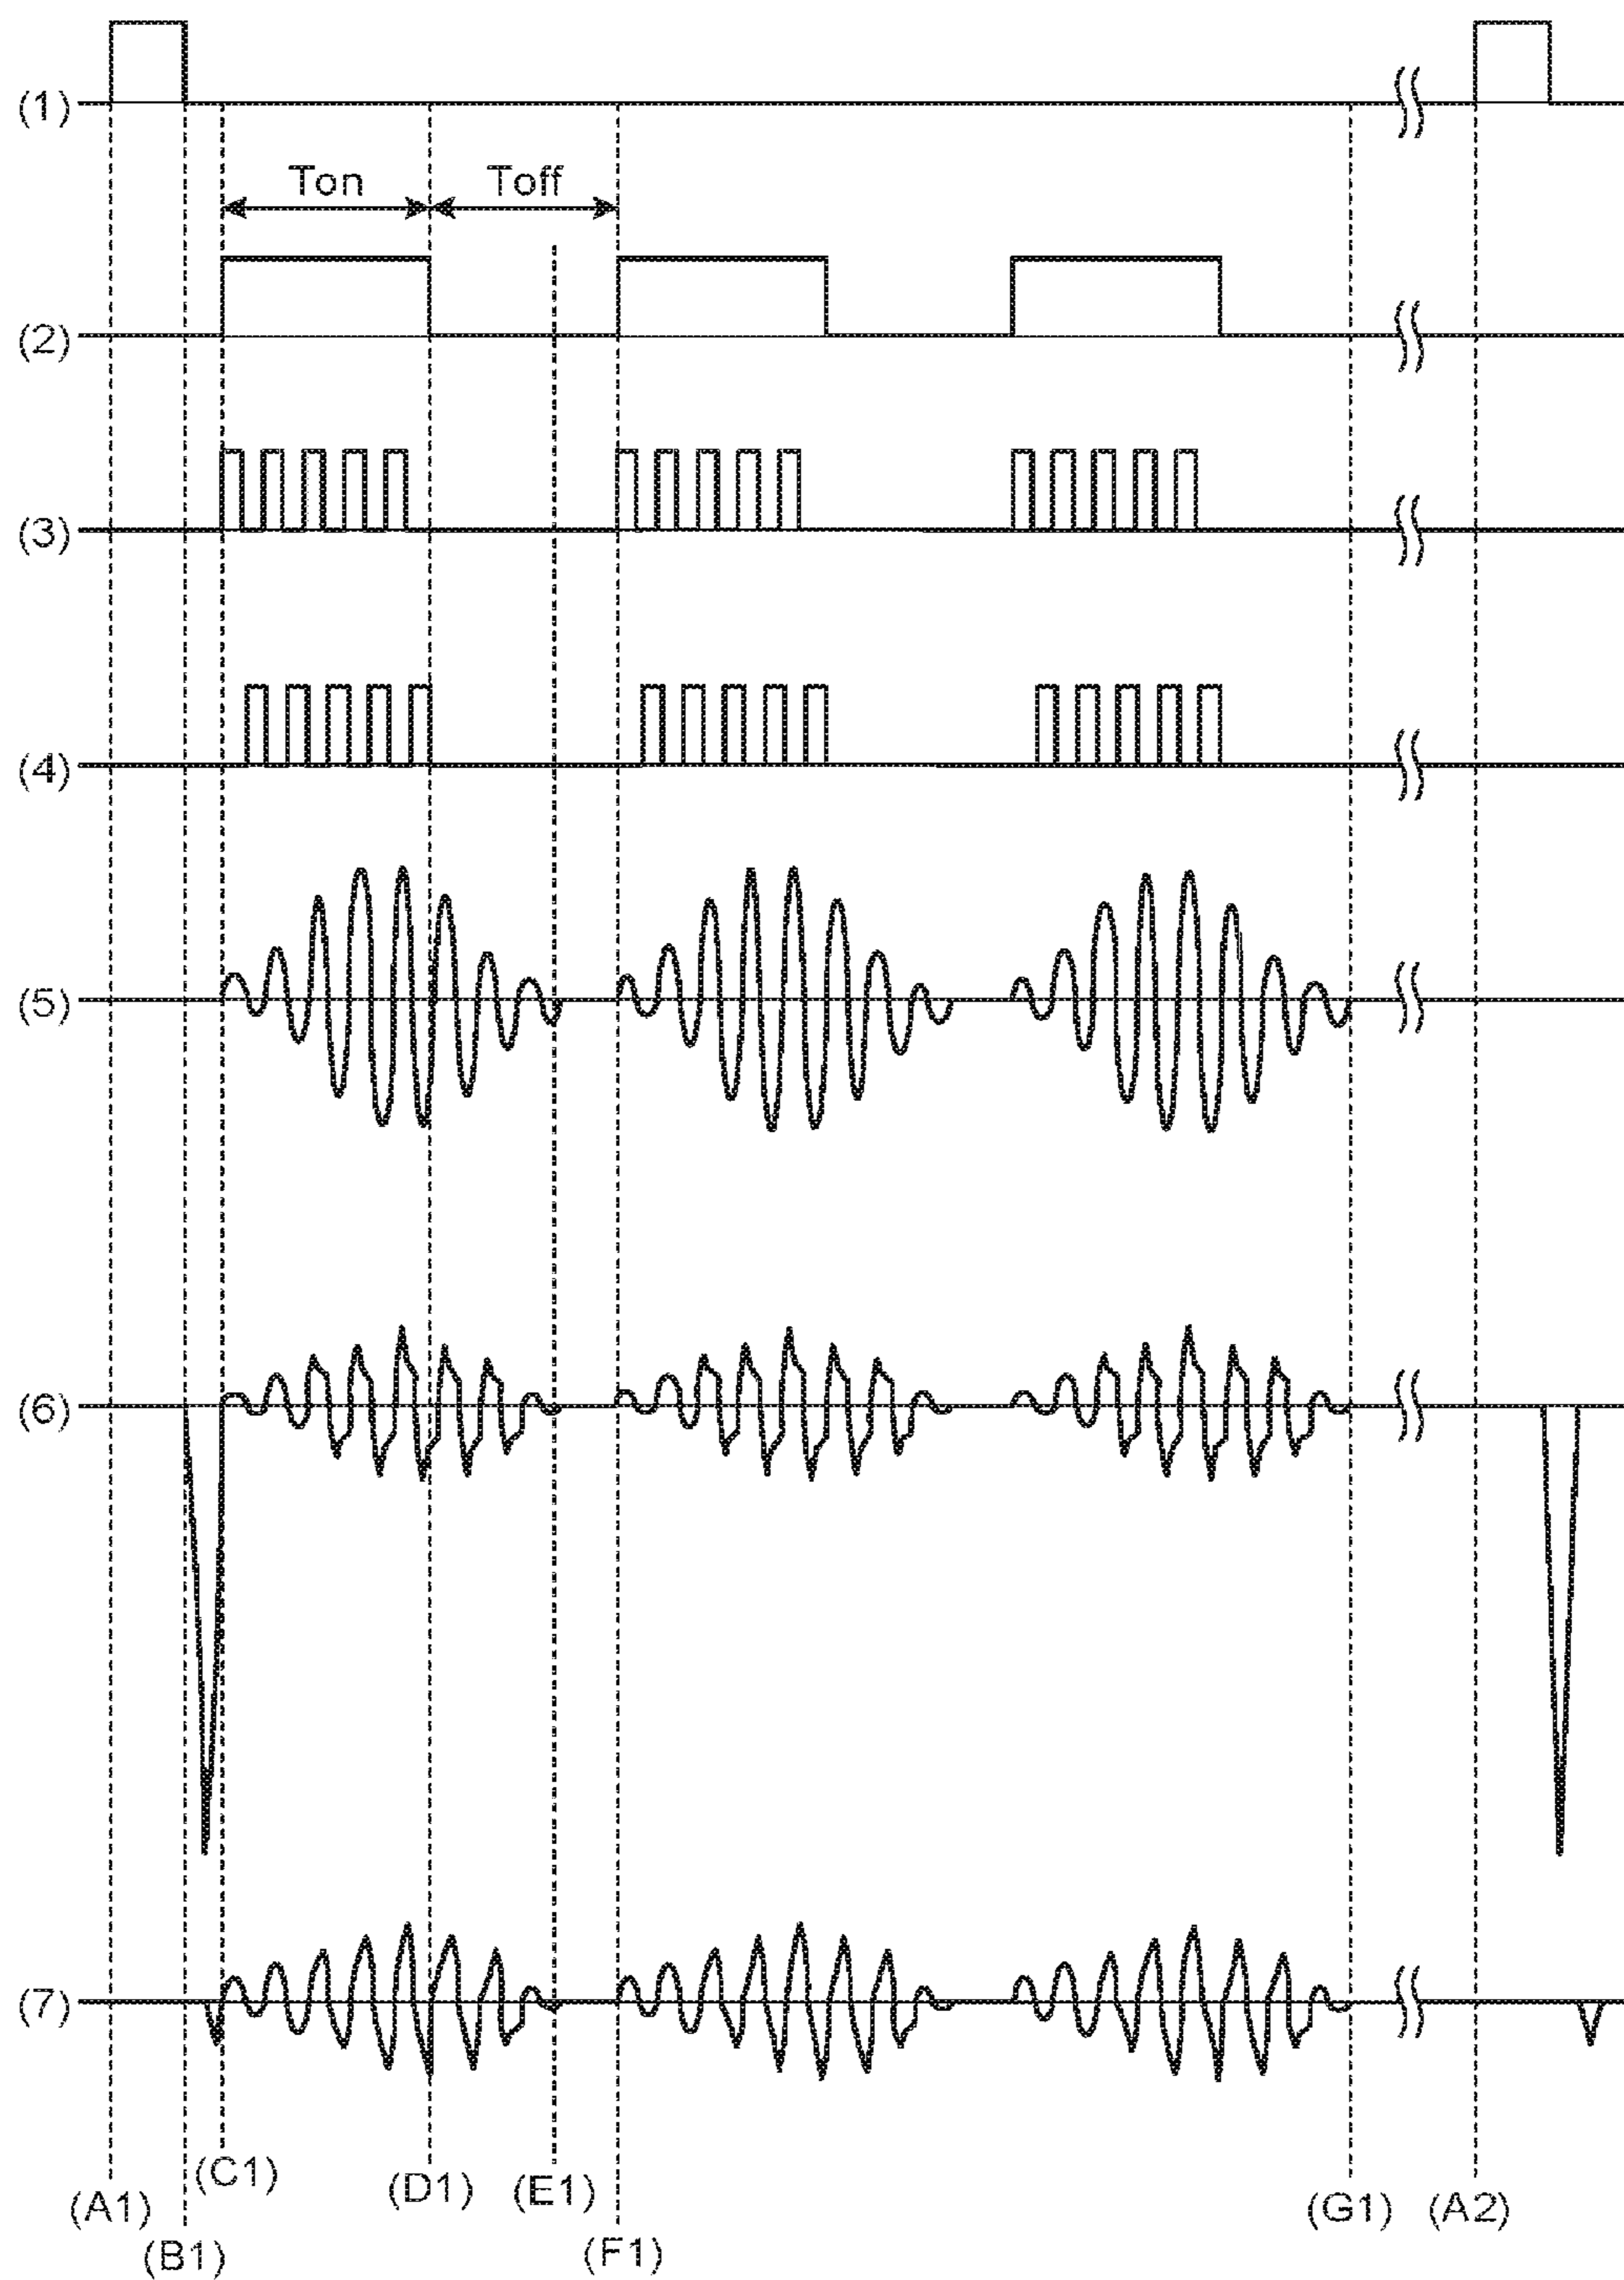 (1)
Ton Toff
(2)
(3)
(4)
(5)
(6)
(7)
(C1)
(D1) (E1)
(A1) (G1) (A2)
(B1) (F1)